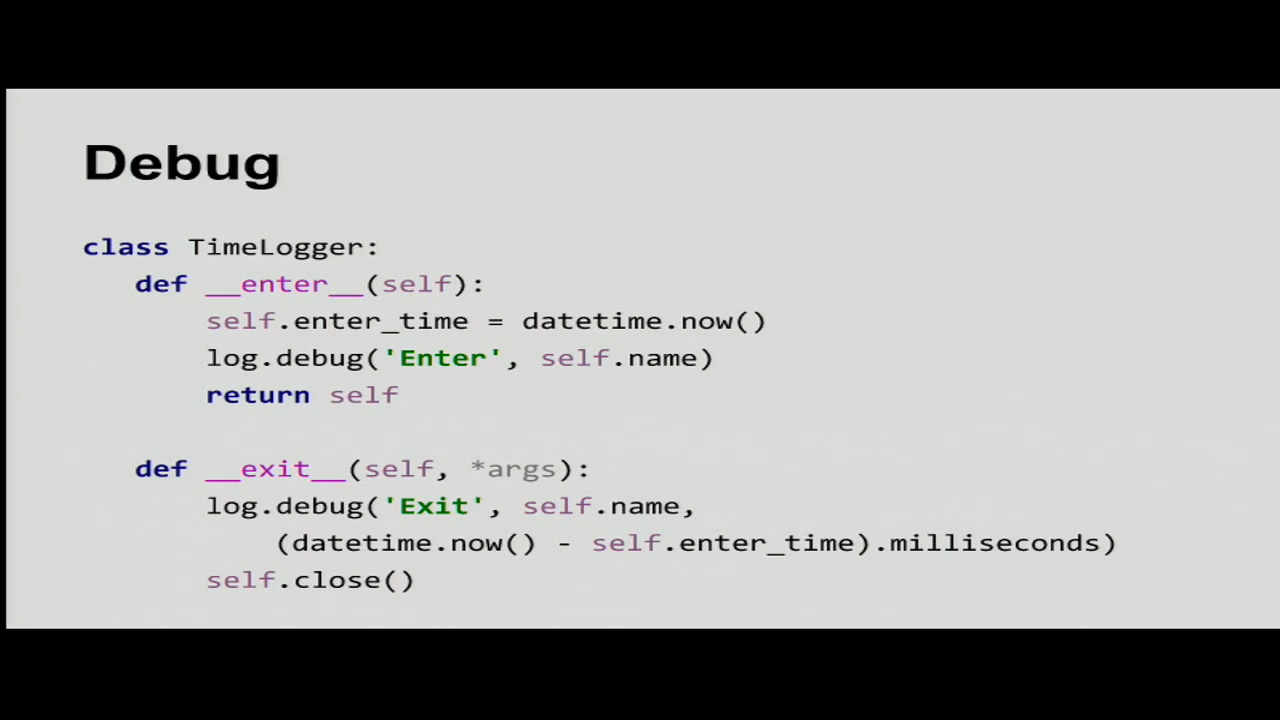 Debug
class TimeLogger:
def __enter__(self):
self.enter_time = datetime.now()
log.debug('Enter', self.name)
return self
def __exit__(self, *args):
log.debug('Exit', self.name,
(datetime.now() - self.enter_time).milliseconds)
self.close()